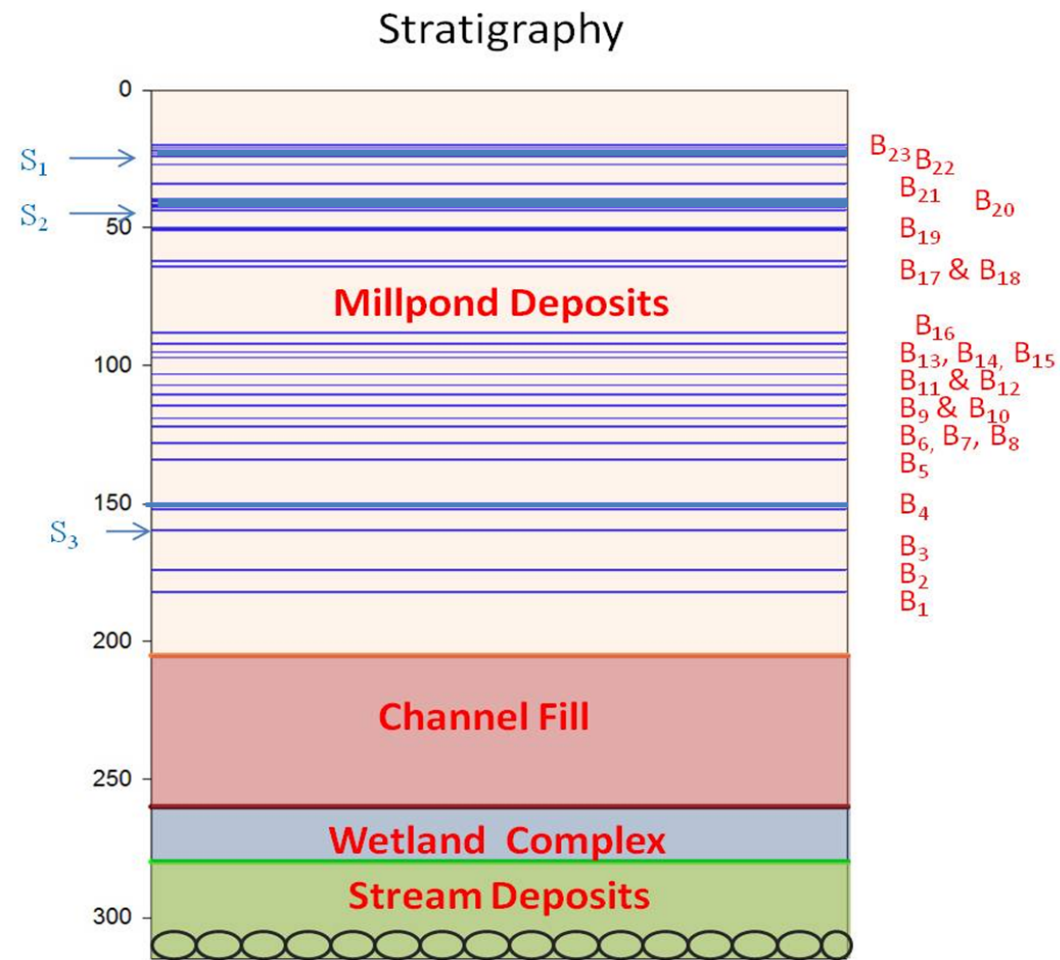 Stratigraphy
0
B₂₃ B₂₂
S₁
B₂₁ B₂₀
S₂
50
B₁₉
B₁₇ & B₁₈
Millpond Deposits
B₁₆
100
B₁₃, B₁₄, B₁₅
B₁₁ & B₁₂
B₉ & B₁₀
B₆, B₇, B₈
B₅
150
B₄
S₃
B₃
B₂
B₁
200
Channel Fill
250
Wetland Complex
Stream Deposits
300